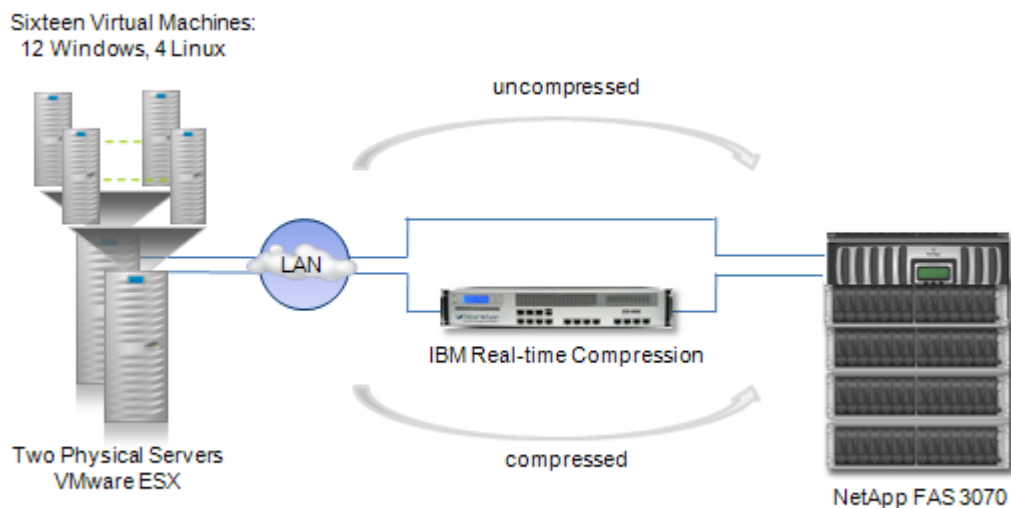 Sixteen Virtual Machines:
12 Windows, 4 Linux
uncompressed
LAN
IBM Real-time Compression
compressed
Two Physical Servers
VMware ESX
NetApp FAS 3070